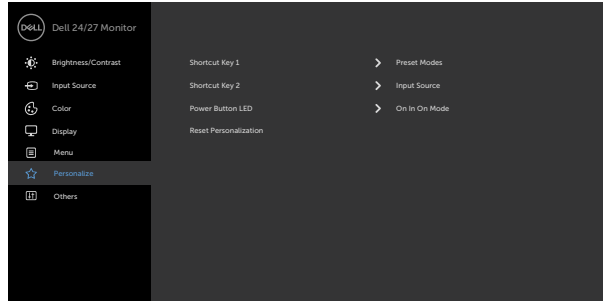 DELL Dell 24/27 Monitor
Brightness/Contrast Shortcut Key 1 Preset Modes
Input Source Shortcut Key 2 Input Source
Color Power Button LED On In On Mode
Display Reset Personalization
Menu
Personalize
Others